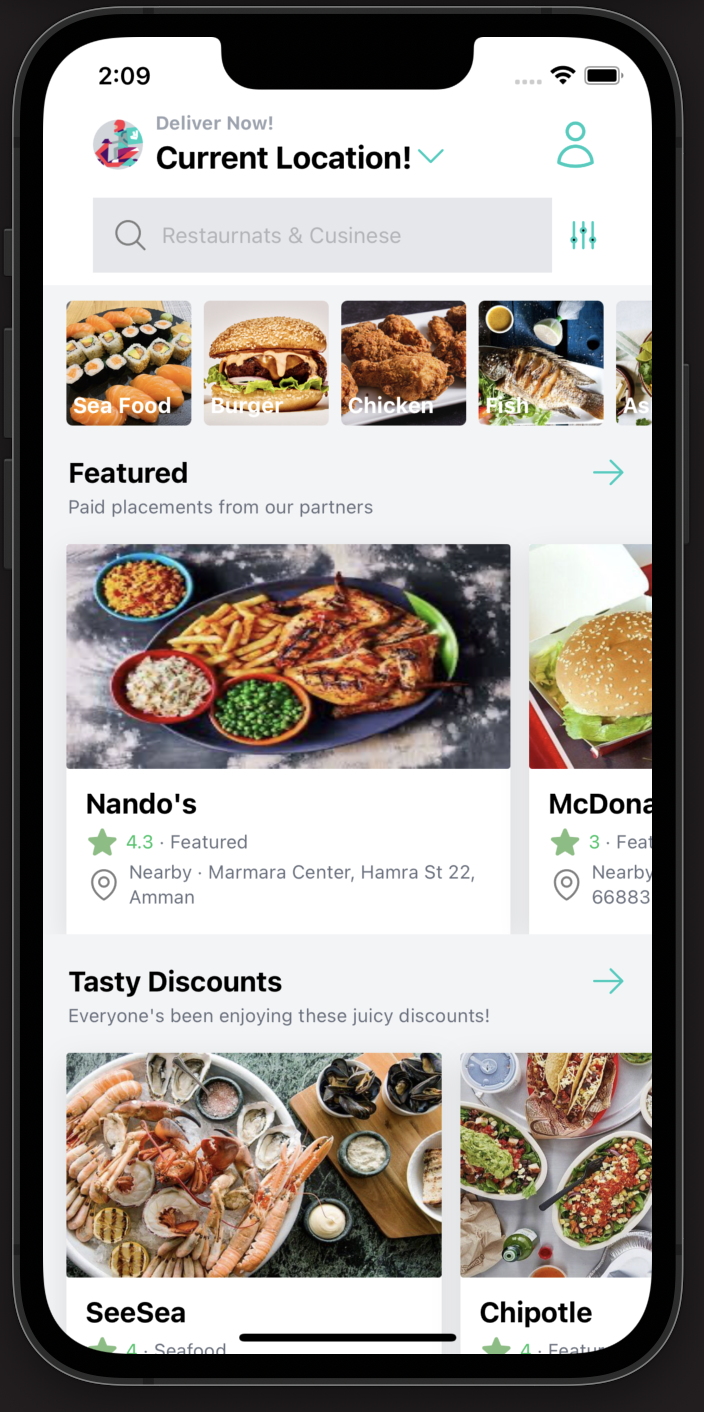 2:09
Deliver Now!
Current Location!
Restaurnats & Cusinese
Sea Food
Burger
Chicken
Fish
As
Featured
Paid placements from our partners
Nando's
4.3 · Featured
Nearby · Marmara Center, Hamra St 22,
Amman
McDona
3 · Feat
Nearby
66883
Tasty Discounts
Everyone's been enjoying these juicy discounts!
SeeSea
4 · Seafood
Chipotle
4 · Featur